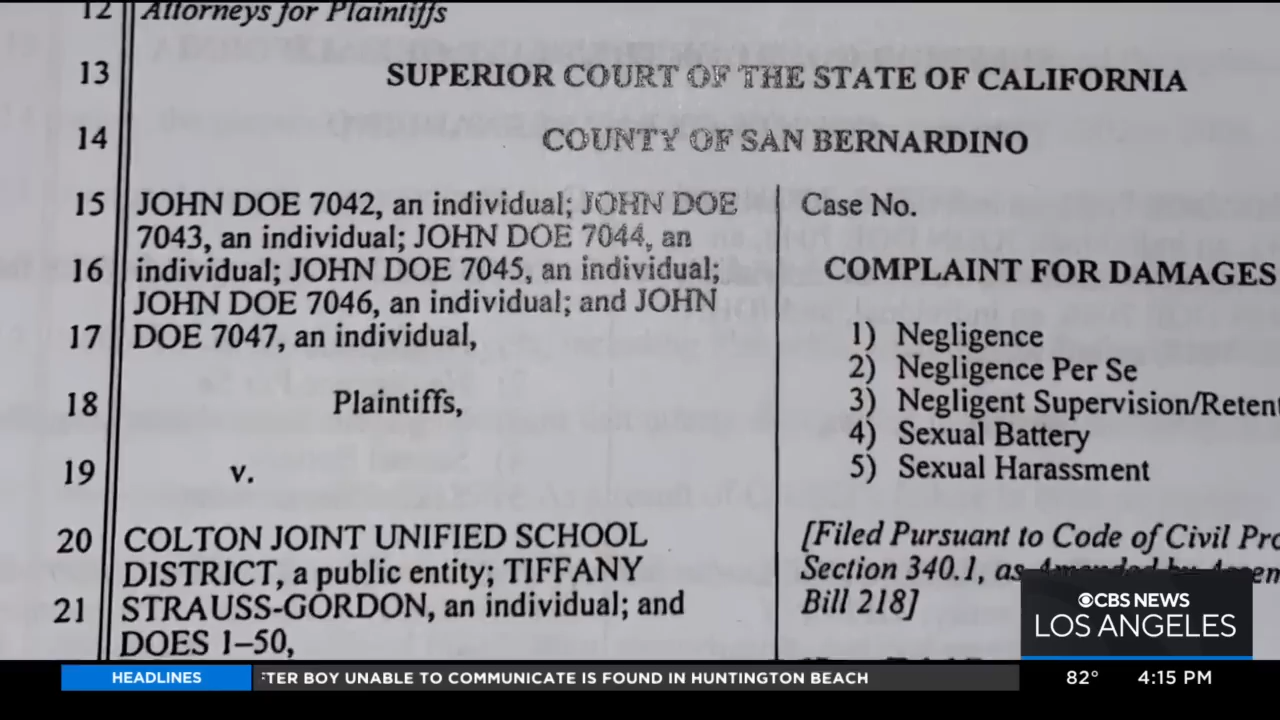 12 Attorneys for Plaintiffs
13 SUPERIOR COURT OF THE STATE OF CALIFORNIA
14 COUNTY OF SAN BERNARDINO
15 JOHN DOE 7042, an individual; JOHN DOE
7043, an individual; JOHN DOE 7044, an
16 individual; JOHN DOE 7045, an individual;
JOHN DOE 7046, an individual; and JOHN
17 DOE 7047, an individual,
18 Plaintiffs,
19 v.
20 COLTON JOINT UNIFIED SCHOOL
DISTRICT, a public entity; TIFFANY
21 STRAUSS-GORDON, an individual; and
DOES 1–50,
Case No.
COMPLAINT FOR DAMAGES
1) Negligence
2) Negligence Per Se
3) Negligent Supervision/Retent
4) Sexual Battery
5) Sexual Harassment
[Filed Pursuant to Code of Civil Pro
Section 340.1, as Amended by Assem
Bill 218]
CBS NEWS
LOS ANGELES
HEADLINES
TER BOY UNABLE TO COMMUNICATE IS FOUND IN HUNTINGTON BEACH
82° 4:15 PM